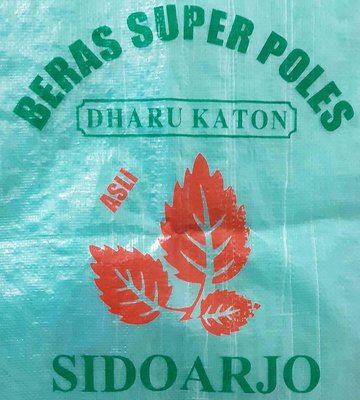 BERAS SUPER POLES
DHARU KATON
ASLI
SIDOARJO